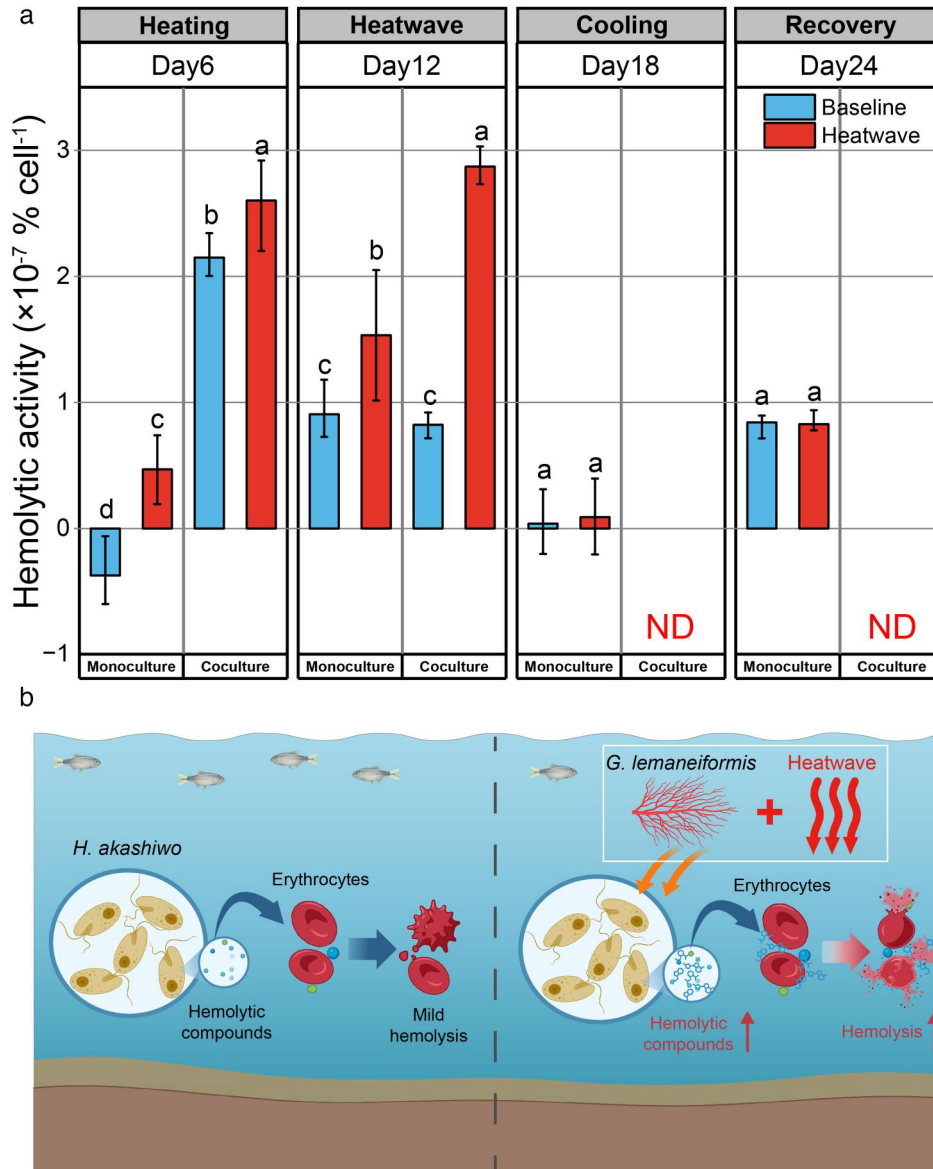 a
Heating
Heatwave
Cooling
Recovery
Day6
Day12
Day18
Day24
Baseline
Heatwave
Hemolytic activity (×10⁻⁷ % cell⁻¹)
3
2
1
0
−1
d
c
b
a
c
b
c
a
a
a
ND
a
a
ND
Monoculture
Coculture
Monoculture
Coculture
Monoculture
Coculture
Monoculture
Coculture
b
G. lemaneiformis
+
Heatwave
H. akashiwo
Erythrocytes
Hemolytic
compounds
Mild
hemolysis
Erythrocytes
Hemolytic
compounds
Hemolysis